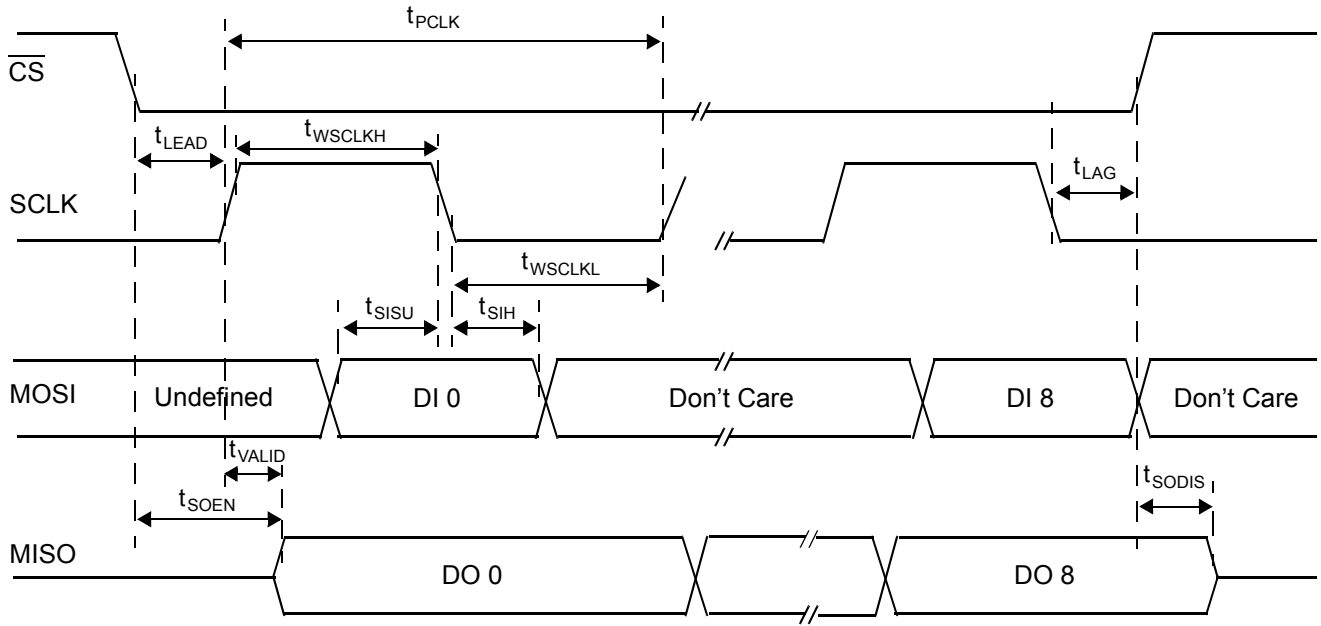 tPCLK
CS
tLEAD
tWSCLKH
tLAG
SCLK
tWSCLKL
tSISU
tSIH
MOSI
Undefined
DI 0
Don't Care
DI 8
Don't Care
tVALID
tSOEN
tSODIS
MISO
DO 0
DO 8